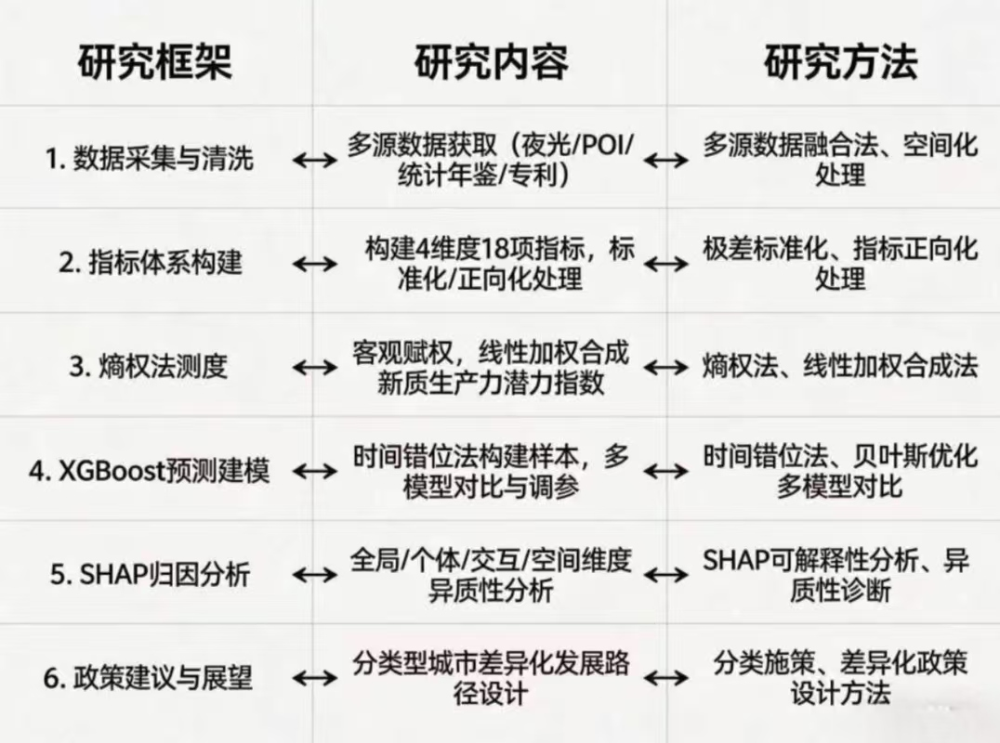 研究框架
研究内容
研究方法
1. 数据采集与清洗
多源数据获取（夜光/POI/
统计年鉴/专利）
多源数据融合法、空间化
处理
2. 指标体系构建
构建4维度18项指标，标
准化/正向化处理
极差标准化、指标正向化
处理
3. 熵权法测度
客观赋权，线性加权合成
新质生产力潜力指数
熵权法、线性加权合成法
4. XGBoost预测建模
时间错位法构建样本，多
模型对比与调参
时间错位法、贝叶斯优化
多模型对比
5. SHAP归因分析
全局/个体/交互/空间维度
异质性分析
SHAP可解释性分析、异
质性诊断
6. 政策建议与展望
分类型城市差异化发展路
径设计
分类施策、差异化政策
设计方法